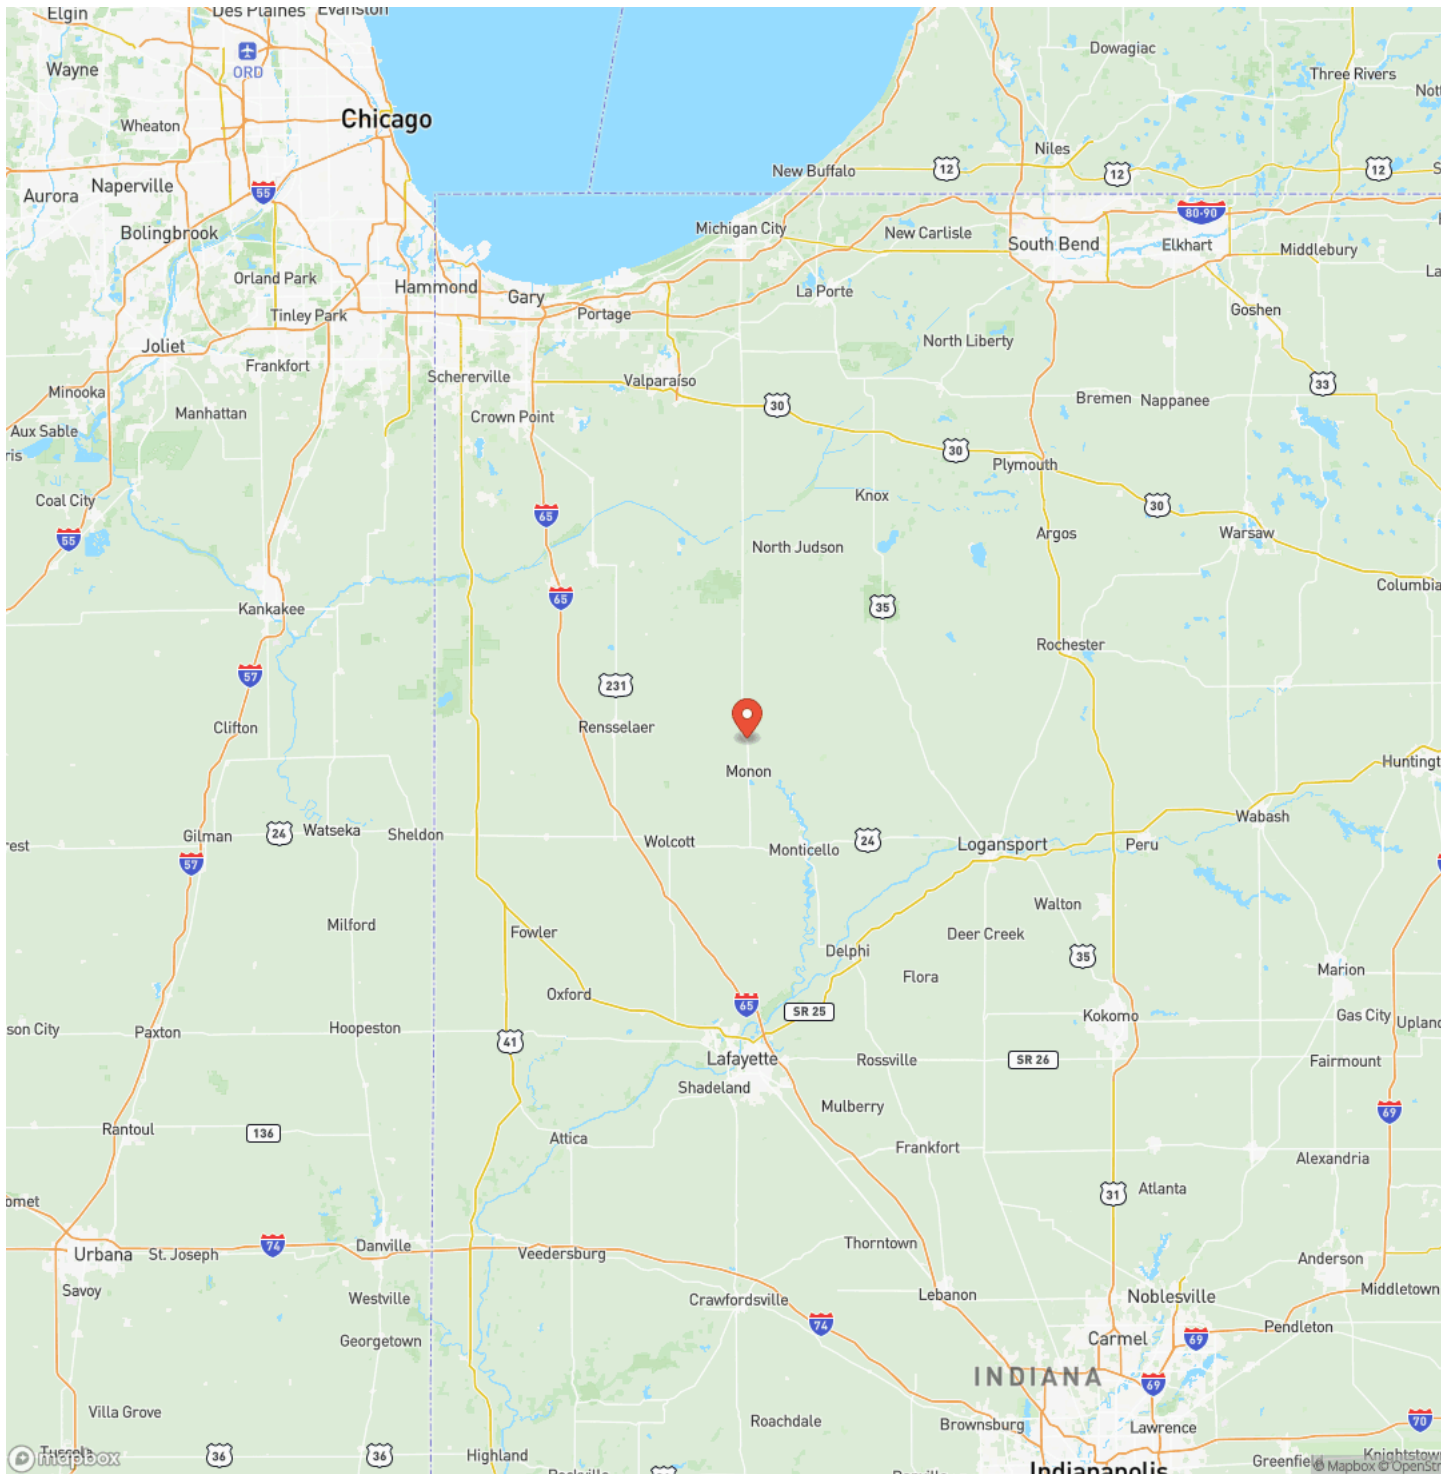 Elgin
Des Plaines
Evanston
Dowagiac
Wayne
ORD
Three Rivers
Chicago
Wheaton
Niles
New Buffalo
12
12
12
Naperville
Aurora
55
80-90
Michigan City
New Carlisle
Bolingbrook
South Bend
Elkhart
Middlebury
Orland Park
Hammond
Gary
La Porte
Portage
Goshen
Tinley Park
Joliet
North Liberty
Frankfort
Schererville
Valparaiso
33
Minooka
Bremen
Nappanee
30
Manhattan
Crown Point
Aux Sable
30
Plymouth
Coal City
Knox
30
65
55
Argos
Warsaw
North Judson
65
Columbia
Kankakee
35
Rochester
57
231
Clifton
Rensselaer
Monon
Huntingt
Wabash
Gilman
24
Watseka
Sheldon
Wolcott
Monticello
24
Logansport
Peru
57
Walton
Milford
Fowler
Deer Creek
Delphi
35
Flora
Marion
Oxford
65
SR 25
son City
Paxton
Hoopeston
Kokomo
Gas City
Upland
41
Lafayette
Rossville
SR 26
Fairmount
Shadeland
Mulberry
69
Rantoul
136
Attica
Frankfort
Alexandria
31
Atlanta
omet
Urbana
St. Joseph
74
Danville
Veedersburg
Thorntown
Anderson
Savoy
Westville
Crawfordsville
Lebanon
Noblesville
Middletown
74
Georgetown
Carmel
69
Pendleton
INDIANA
69
Villa Grove
Roachdale
Brownsburg
Lawrence
70
Tuscola
mapbox
36
36
Highland
Greenfield
Knightstown
Indianapolis
© Mapbox © OpenStr